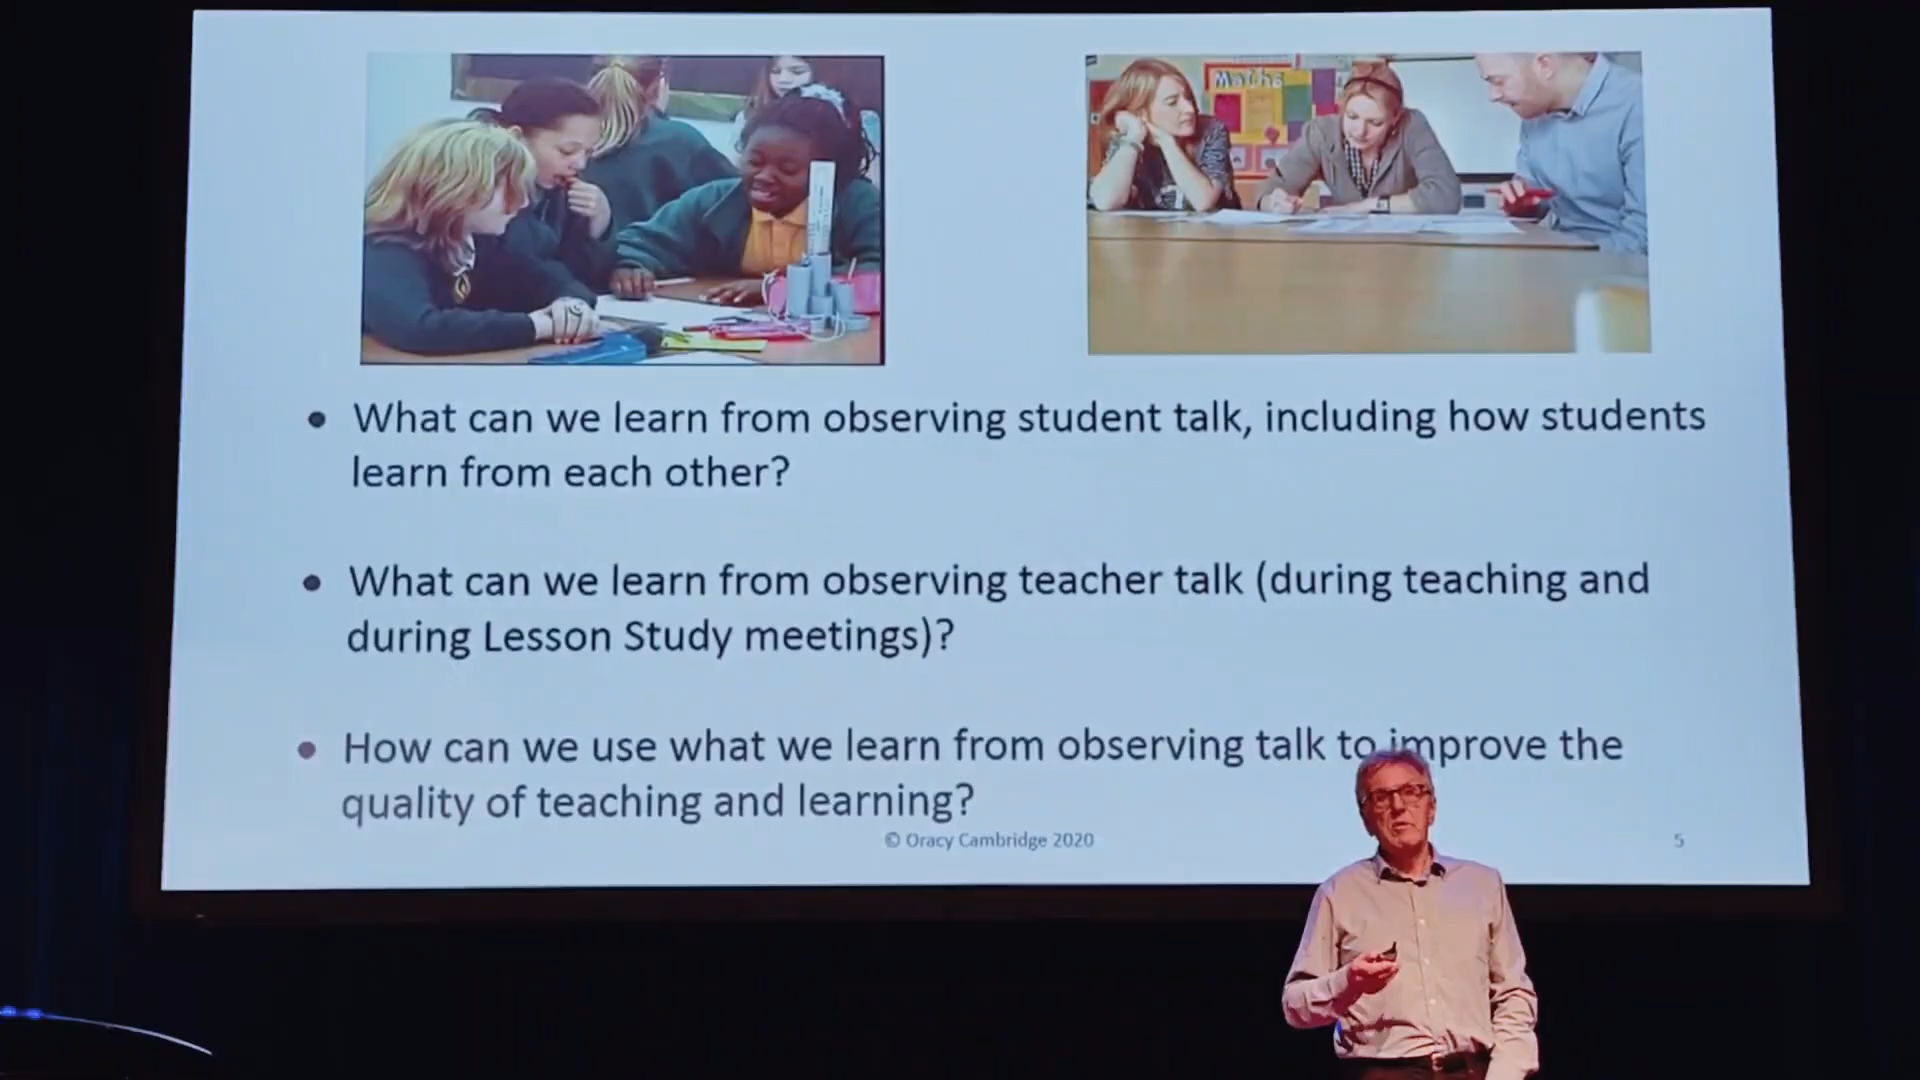 Maths
• What can we learn from observing student talk, including how students
learn from each other?
• What can we learn from observing teacher talk (during teaching and
during Lesson Study meetings)?
• How can we use what we learn from observing talk to improve the
quality of teaching and learning?
© Oracy Cambridge 2020
5